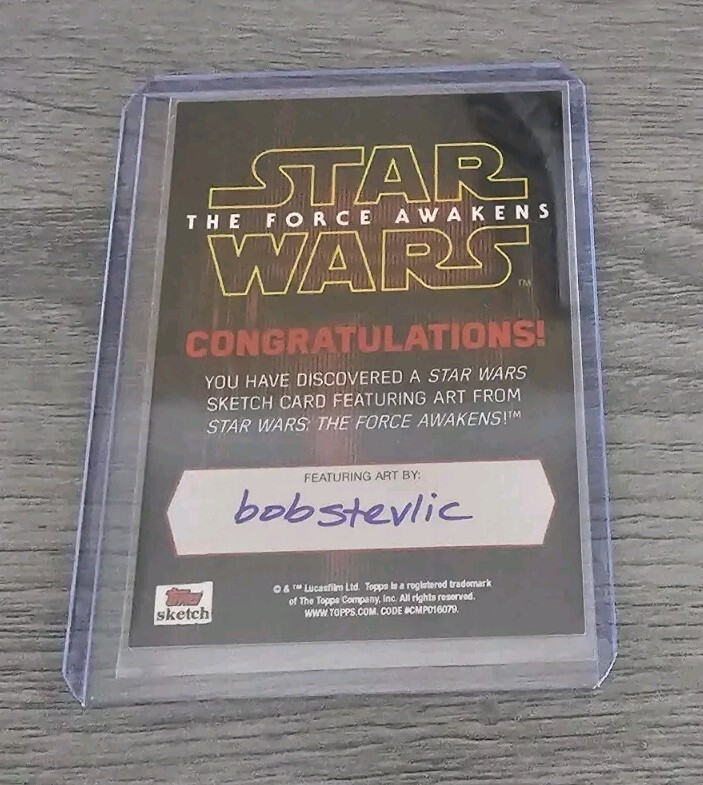 STAR
THE FORCE AWAKENS
WARS
TM
CONGRATULATIONS!
YOU HAVE DISCOVERED A STAR WARS
SKETCH CARD FEATURING ART FROM
STAR WARS: THE FORCE AWAKENS!™
FEATURING ART BY:
bobstevlic
Topps
sketch
© & ™ Lucasfilm Ltd. Topps is a registered trademark
of The Topps Company, Inc. All rights reserved.
WWW.TOPPS.COM. CODE #CMP016079.